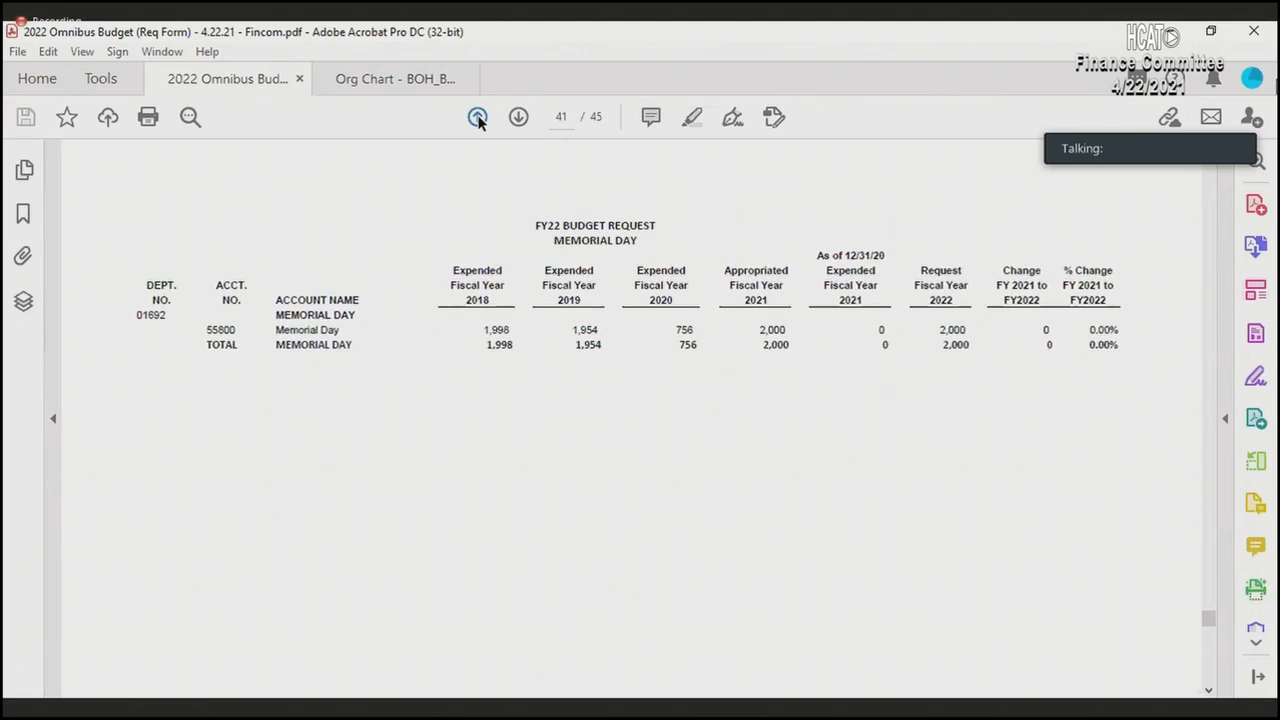 Recording
2022 Omnibus Budget (Req Form) - 4.22.21 - Fincom.pdf - Adobe Acrobat Pro DC (32-bit)
HCAT
File Edit View Sign Window Help
Finance Committee
4/22/2021
Home Tools 2022 Omnibus Bud... × Org Chart - BOH_B...
41 / 45
Talking:
FY22 BUDGET REQUEST
MEMORIAL DAY
As of 12/31/20
Expended Expended Expended Appropriated Expended Request Change % Change
DEPT. ACCT. Fiscal Year Fiscal Year Fiscal Year Fiscal Year Fiscal Year Fiscal Year FY 2021 to FY 2021 to
NO. NO. ACCOUNT NAME 2018 2019 2020 2021 2021 2022 FY2022 FY2022
01692 MEMORIAL DAY
55800 Memorial Day 1,998 1,954 756 2,000 0 2,000 0 0.00%
TOTAL MEMORIAL DAY 1,998 1,954 756 2,000 0 2,000 0 0.00%